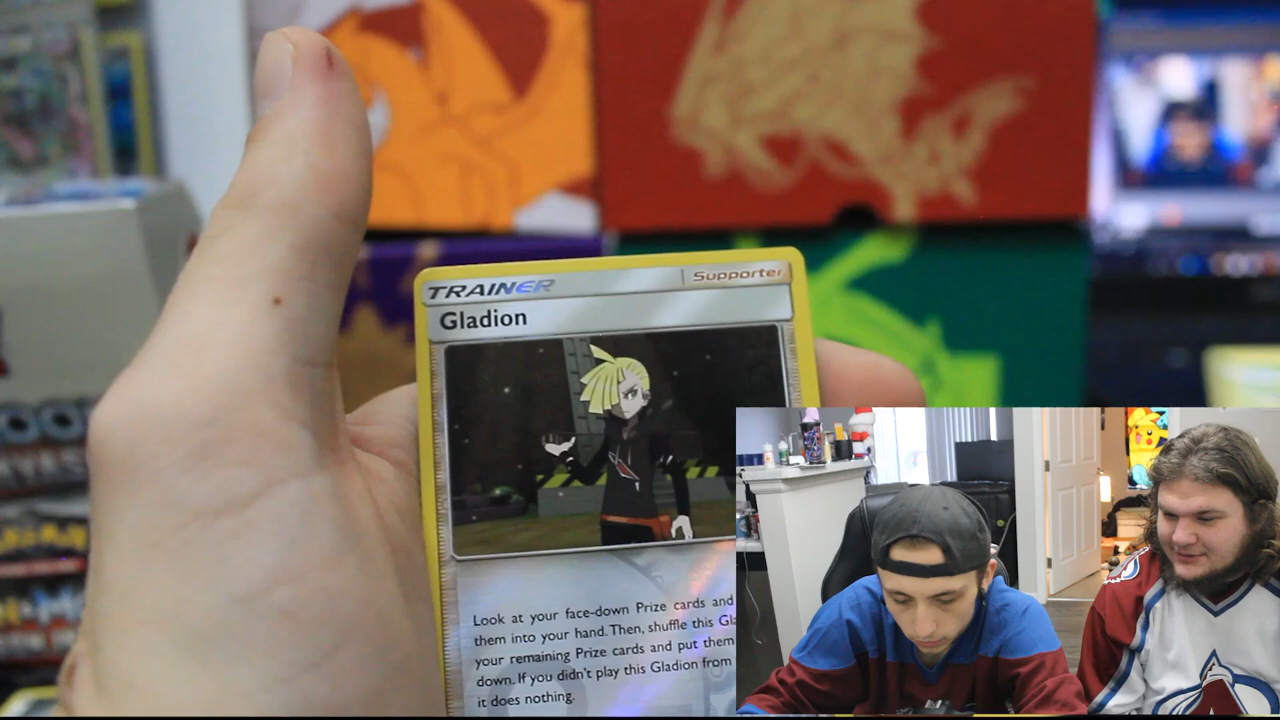 TRAINER Supporter
Gladion
Look at your face-down Prize cards and
them into your hand. Then, shuffle this
your remaining Prize cards and put them
down. If you didn't play this Gladion from
it does nothing.